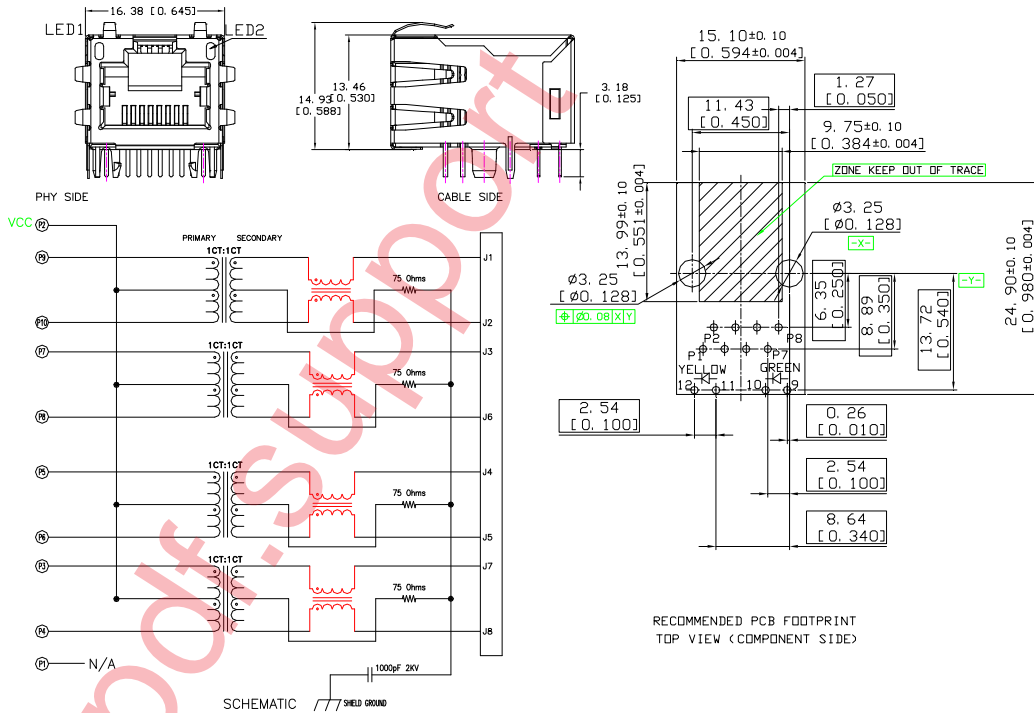 16.38 [0.645]
LED1
LED2
14.93
[0.588]
13.46
[0.530]
3.18
[0.125]
PHY SIDE
CABLE SIDE
VCC P2
PRIMARY SECONDARY
1CT:1CT
P9
75 Ohms
J1
P10
J2
P7
1CT:1CT
75 Ohms
J3
P8
J6
1CT:1CT
P5
75 Ohms
J4
P6
J5
1CT:1CT
P3
75 Ohms
J7
P4
J8
P1 N/A
1000pF 2KV
SCHEMATIC
SHIELD GROUND
15.10±0.10
[0.594±0.004]
1.27
[0.050]
11.43
[0.450]
9.75±0.10
[0.384±0.004]
ZONE KEEP OUT OF TRACE
13.99±0.10
[0.551±0.004]
Ø3.25
[Ø0.128]
-X-
Ø3.25
[Ø0.128]
⌖ Ø0.08 X Y
-Y-
6.35
[0.250]
8.89
[0.350]
13.72
[0.540]
24.90±0.10
[0.980±0.004]
P2
P8
P1
P7
YELLOW
GREEN
12
11
10
9
2.54
[0.100]
0.26
[0.010]
2.54
[0.100]
8.64
[0.340]
RECOMMENDED PCB FOOTPRINT
TOP VIEW (COMPONENT SIDE)
pdf.support